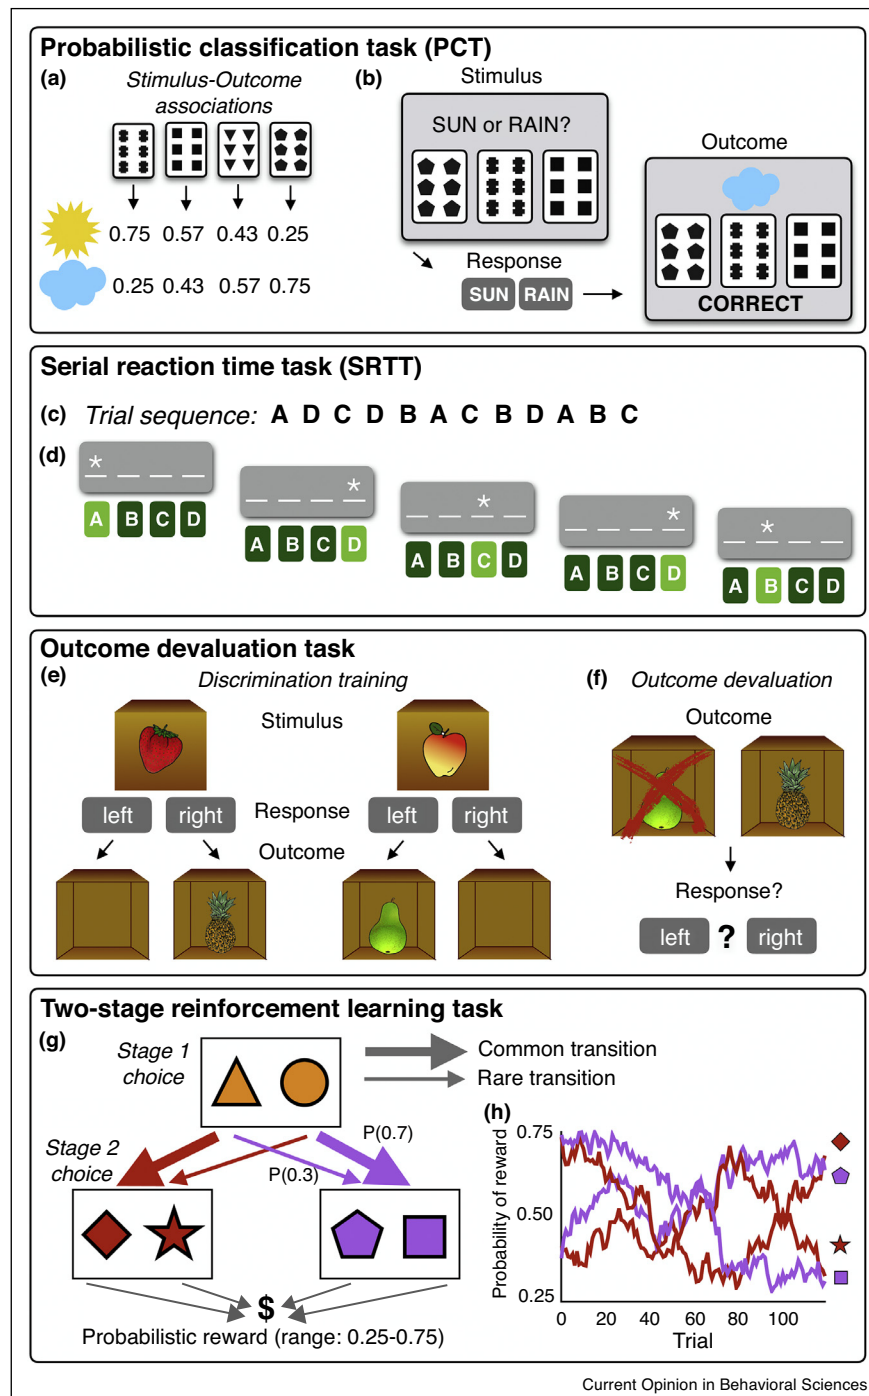 Probabilistic classification task (PCT)
(a)
Stimulus-Outcome
associations
0.75 0.57 0.43 0.25
0.25 0.43 0.57 0.75
(b)
Stimulus
SUN or RAIN?
Response
SUN RAIN
Outcome
CORRECT
Serial reaction time task (SRTT)
(c) Trial sequence: A D C D B A C B D A B C
(d)
*
A B C D
*
A B C D
*
A B C D
*
A B C D
*
A B C D
Outcome devaluation task
(e)
Discrimination training
Stimulus
left right Response left right
Outcome
(f) Outcome devaluation
Outcome
Response?
left ? right
Two-stage reinforcement learning task
(g)
Stage 1
choice
Common transition
Rare transition
Stage 2
choice
P(0.7)
P(0.3)
$
Probabilistic reward (range: 0.25-0.75)
(h)
Probability of reward
0.75
0.50
0.25
0 20 40 60 80 100
Trial
Current Opinion in Behavioral Sciences